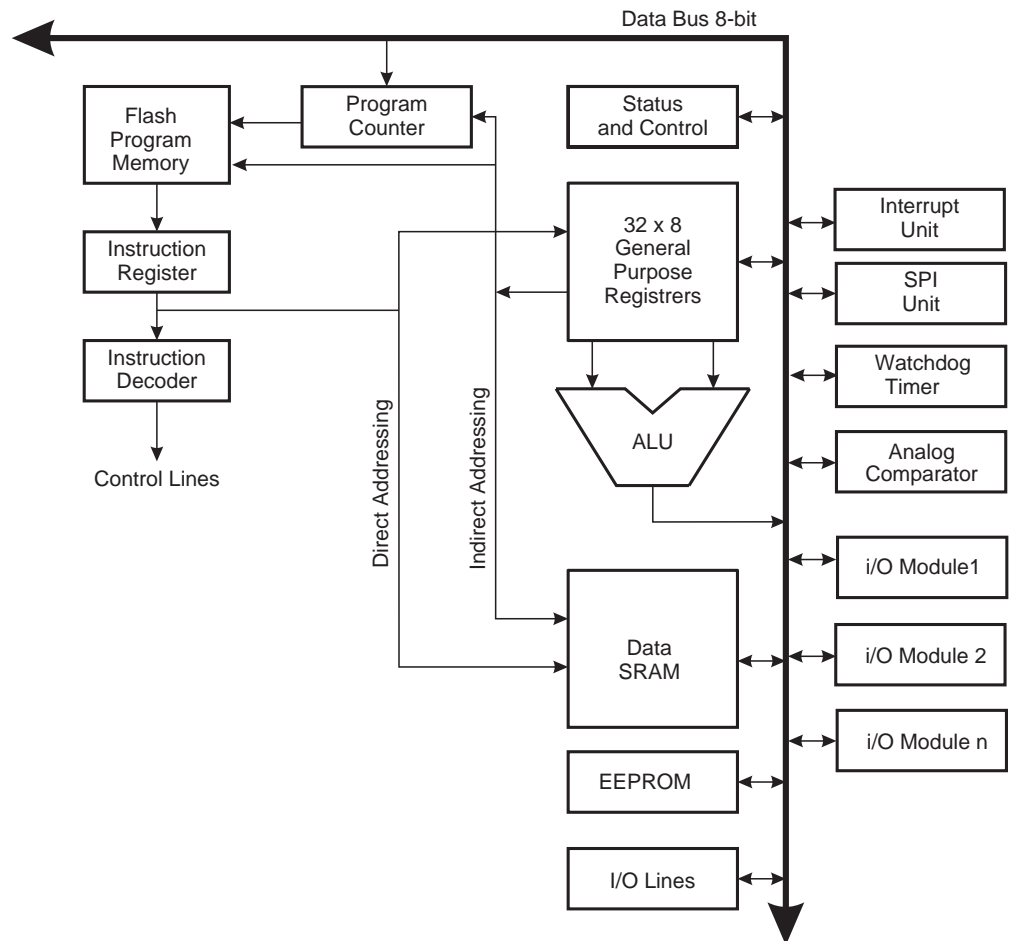 Data Bus 8-bit
Flash
Program
Memory
Program
Counter
Status
and Control
Instruction
Register
32 x 8
General
Purpose
Registrers
Interrupt
Unit
SPI
Unit
Instruction
Decoder
Watchdog
Timer
Direct Addressing
Indirect Addressing
ALU
Control Lines
Analog
Comparator
i/O Module1
Data
SRAM
i/O Module 2
i/O Module n
EEPROM
I/O Lines